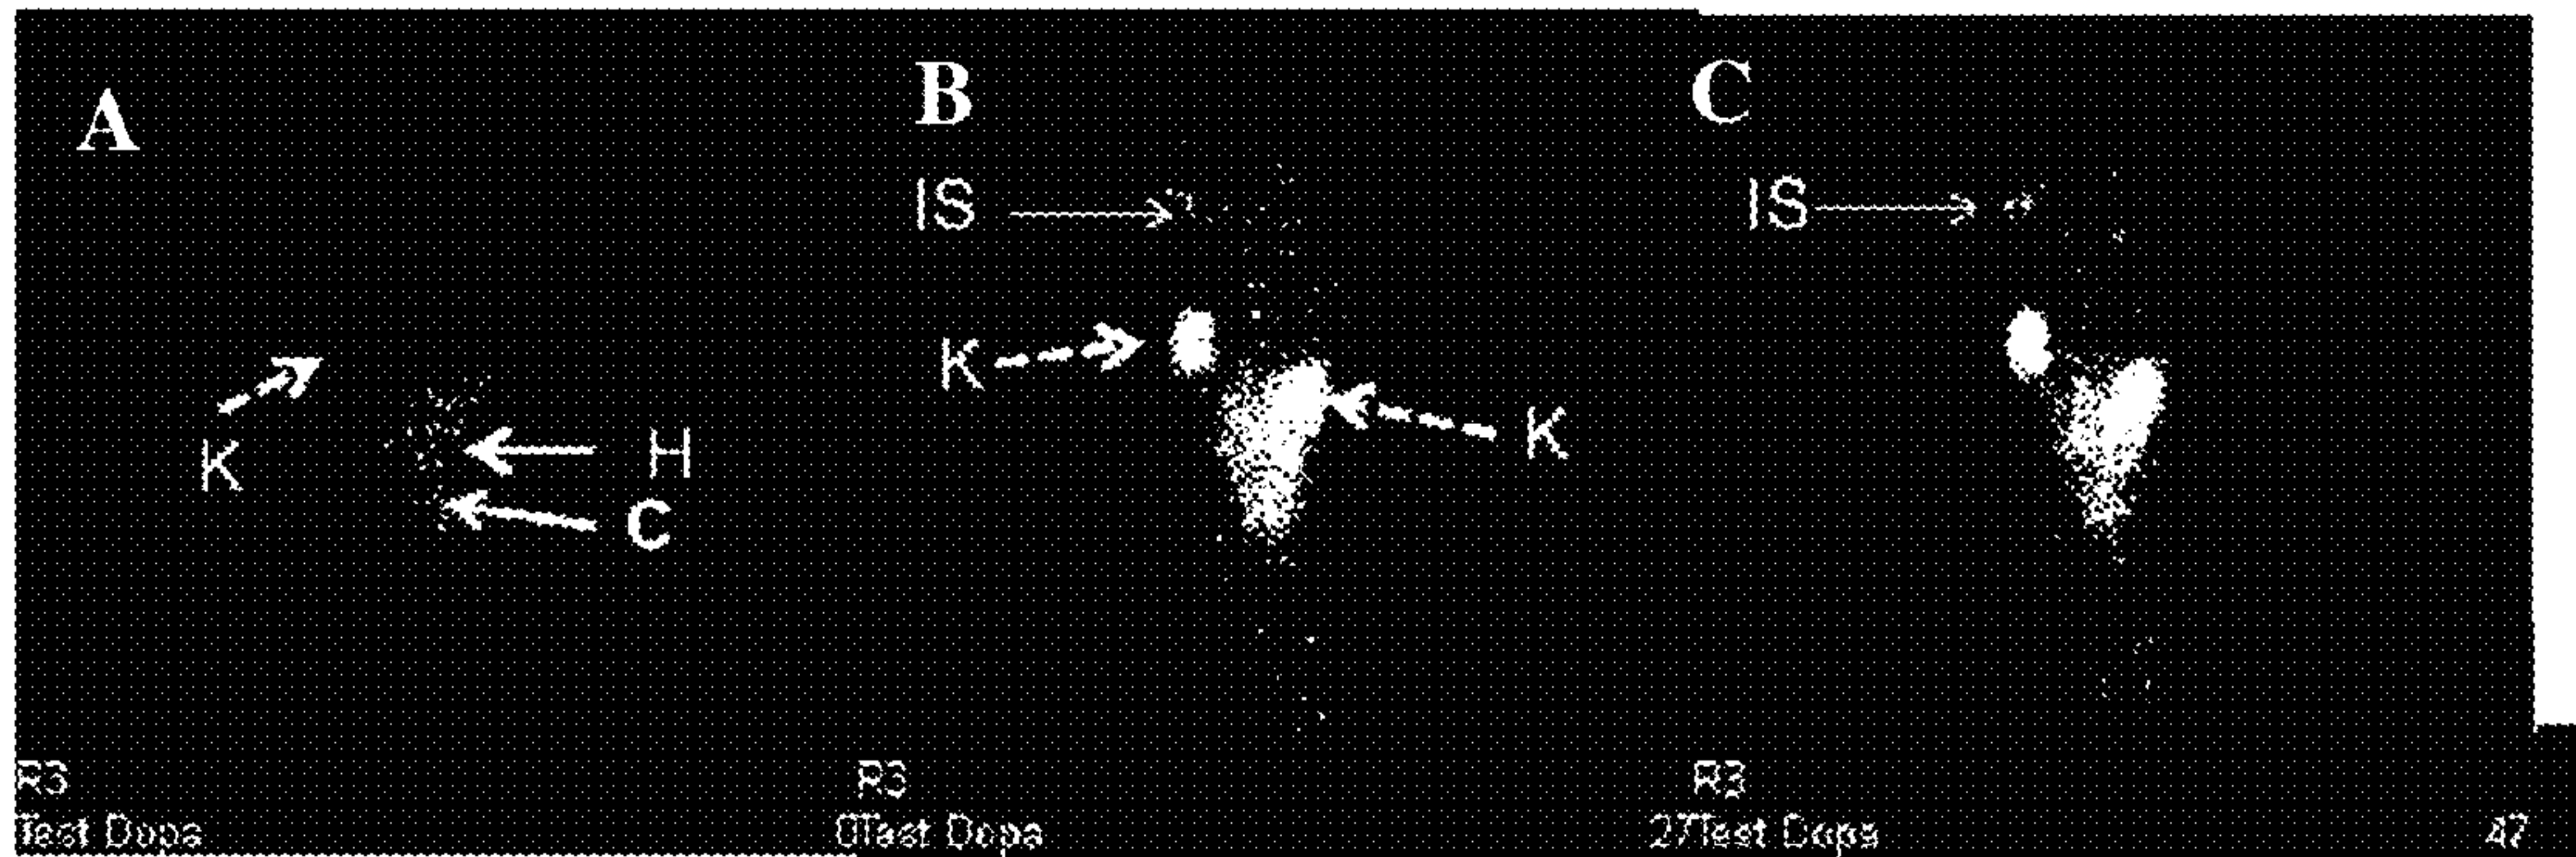 A B C
IS IS
K K
K H
C
R3 R3 R3
Test Dopa 0Test Dopa 27Test Dopa 47